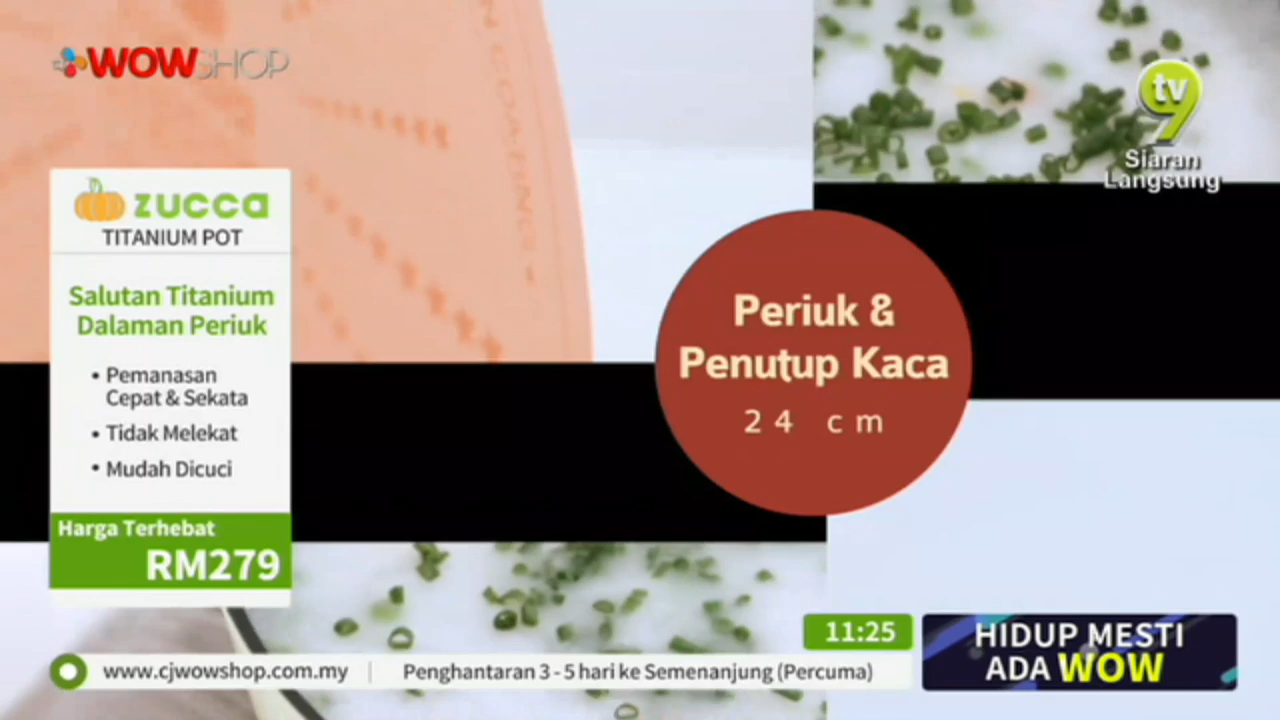 WOWSHOP
tv9
Siaran
Langsung
N COATING
zucca
TITANIUM POT
Salutan Titanium
Dalaman Periuk
• Pemanasan
Cepat & Sekata
• Tidak Melekat
• Mudah Dicuci
Harga Terhebat
RM279
Periuk &
Penutup Kaca
24 cm
11:25
HIDUP MESTI
ADA WOW
www.cjwowshop.com.my
Penghantaran 3 - 5 hari ke Semenanjung (Percuma)